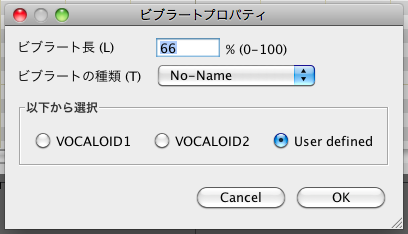 ビブラートプロパティ
ビブラート長 (L) 66 % (0-100)
ビブラートの種類 (T) No-Name
以下から選択
VOCALOID1 VOCALOID2 User defined
Cancel OK